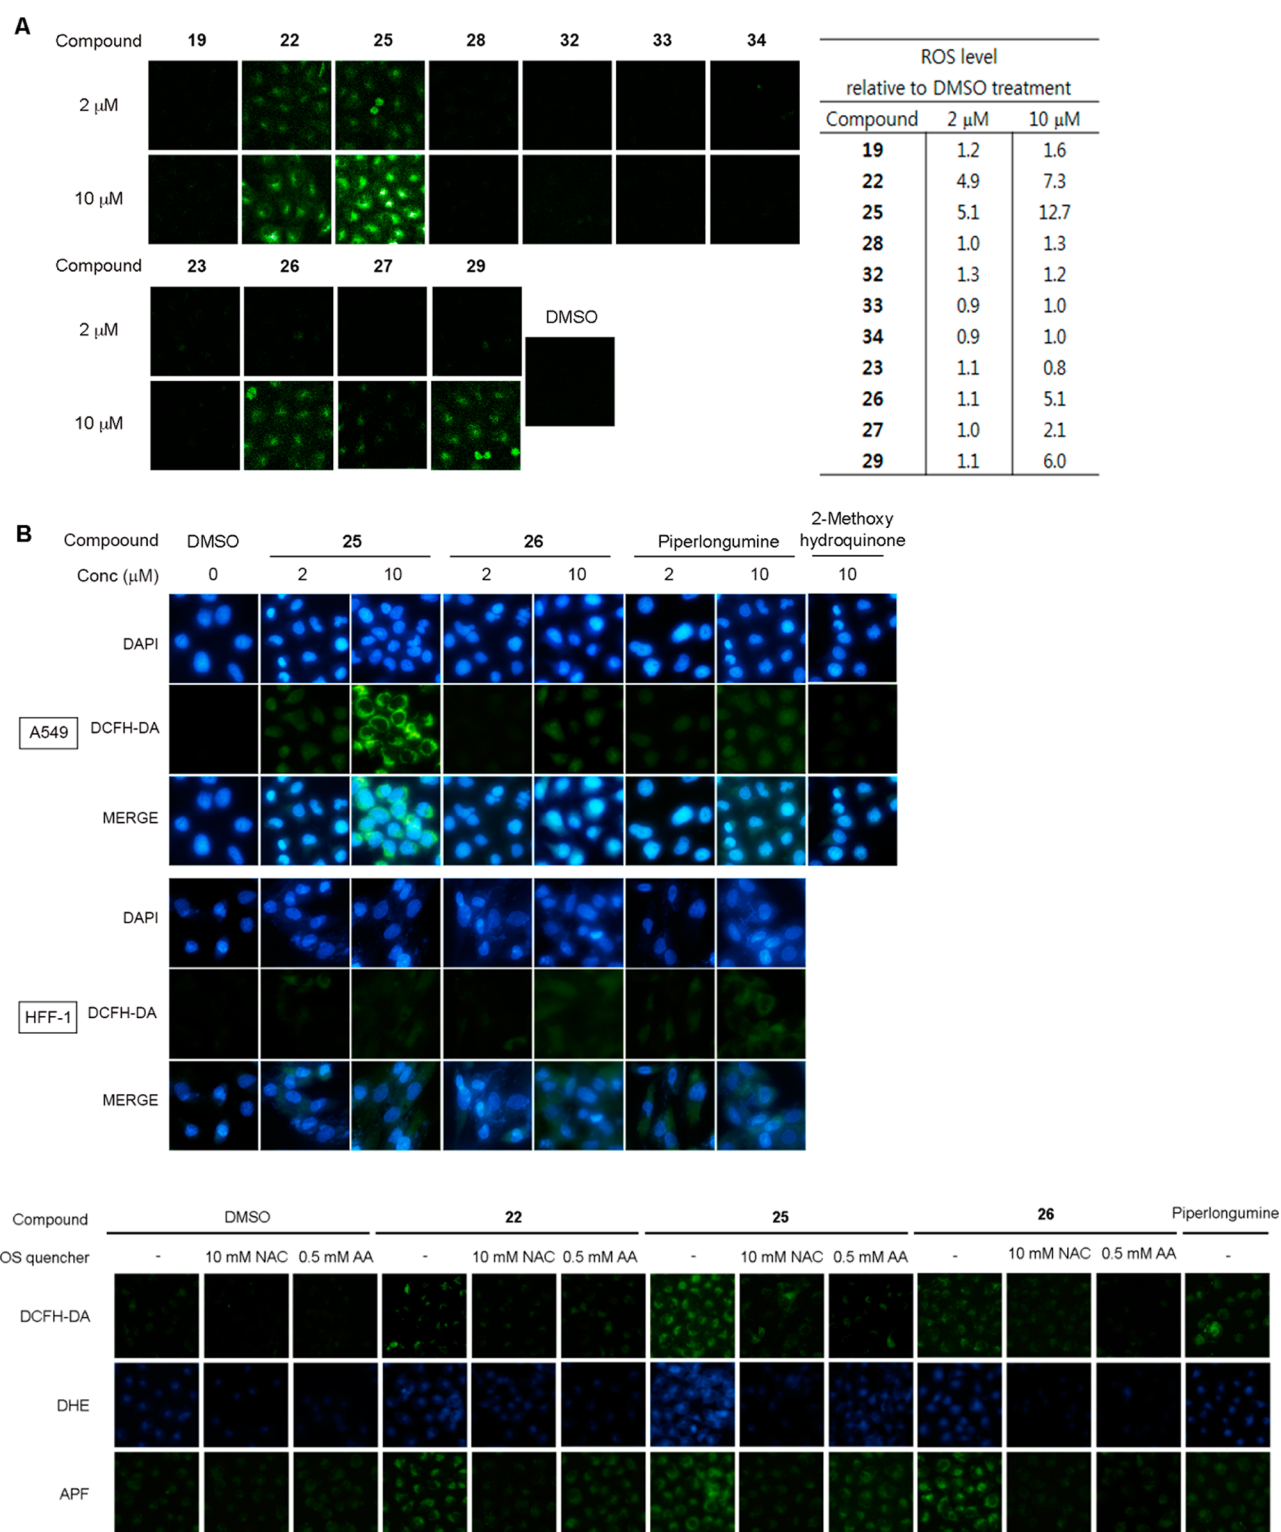 A
Compound 19 22 25 28 32 33 34
2 μM
10 μM
Compound 23 26 27 29
2 μM
10 μM
DMSO
ROS level
relative to DMSO treatment
Compound 2 μM 10 μM
19 1.2 1.6
22 4.9 7.3
25 5.1 12.7
28 1.0 1.3
32 1.3 1.2
33 0.9 1.0
34 0.9 1.0
23 1.1 0.8
26 1.1 5.1
27 1.0 2.1
29 1.1 6.0
B
Compoound DMSO 25 26 Piperlongumine 2-Methoxy
hydroquinone
Conc (μM) 0 2 10 2 10 2 10 10
A549
DAPI
DCFH-DA
MERGE
HFF-1
DAPI
DCFH-DA
MERGE
Compound DMSO 22 25 26 Piperlongumine
OS quencher - 10 mM NAC 0.5 mM AA - 10 mM NAC 0.5 mM AA - 10 mM NAC 0.5 mM AA - 10 mM NAC 0.5 mM AA -
DCFH-DA
DHE
APF